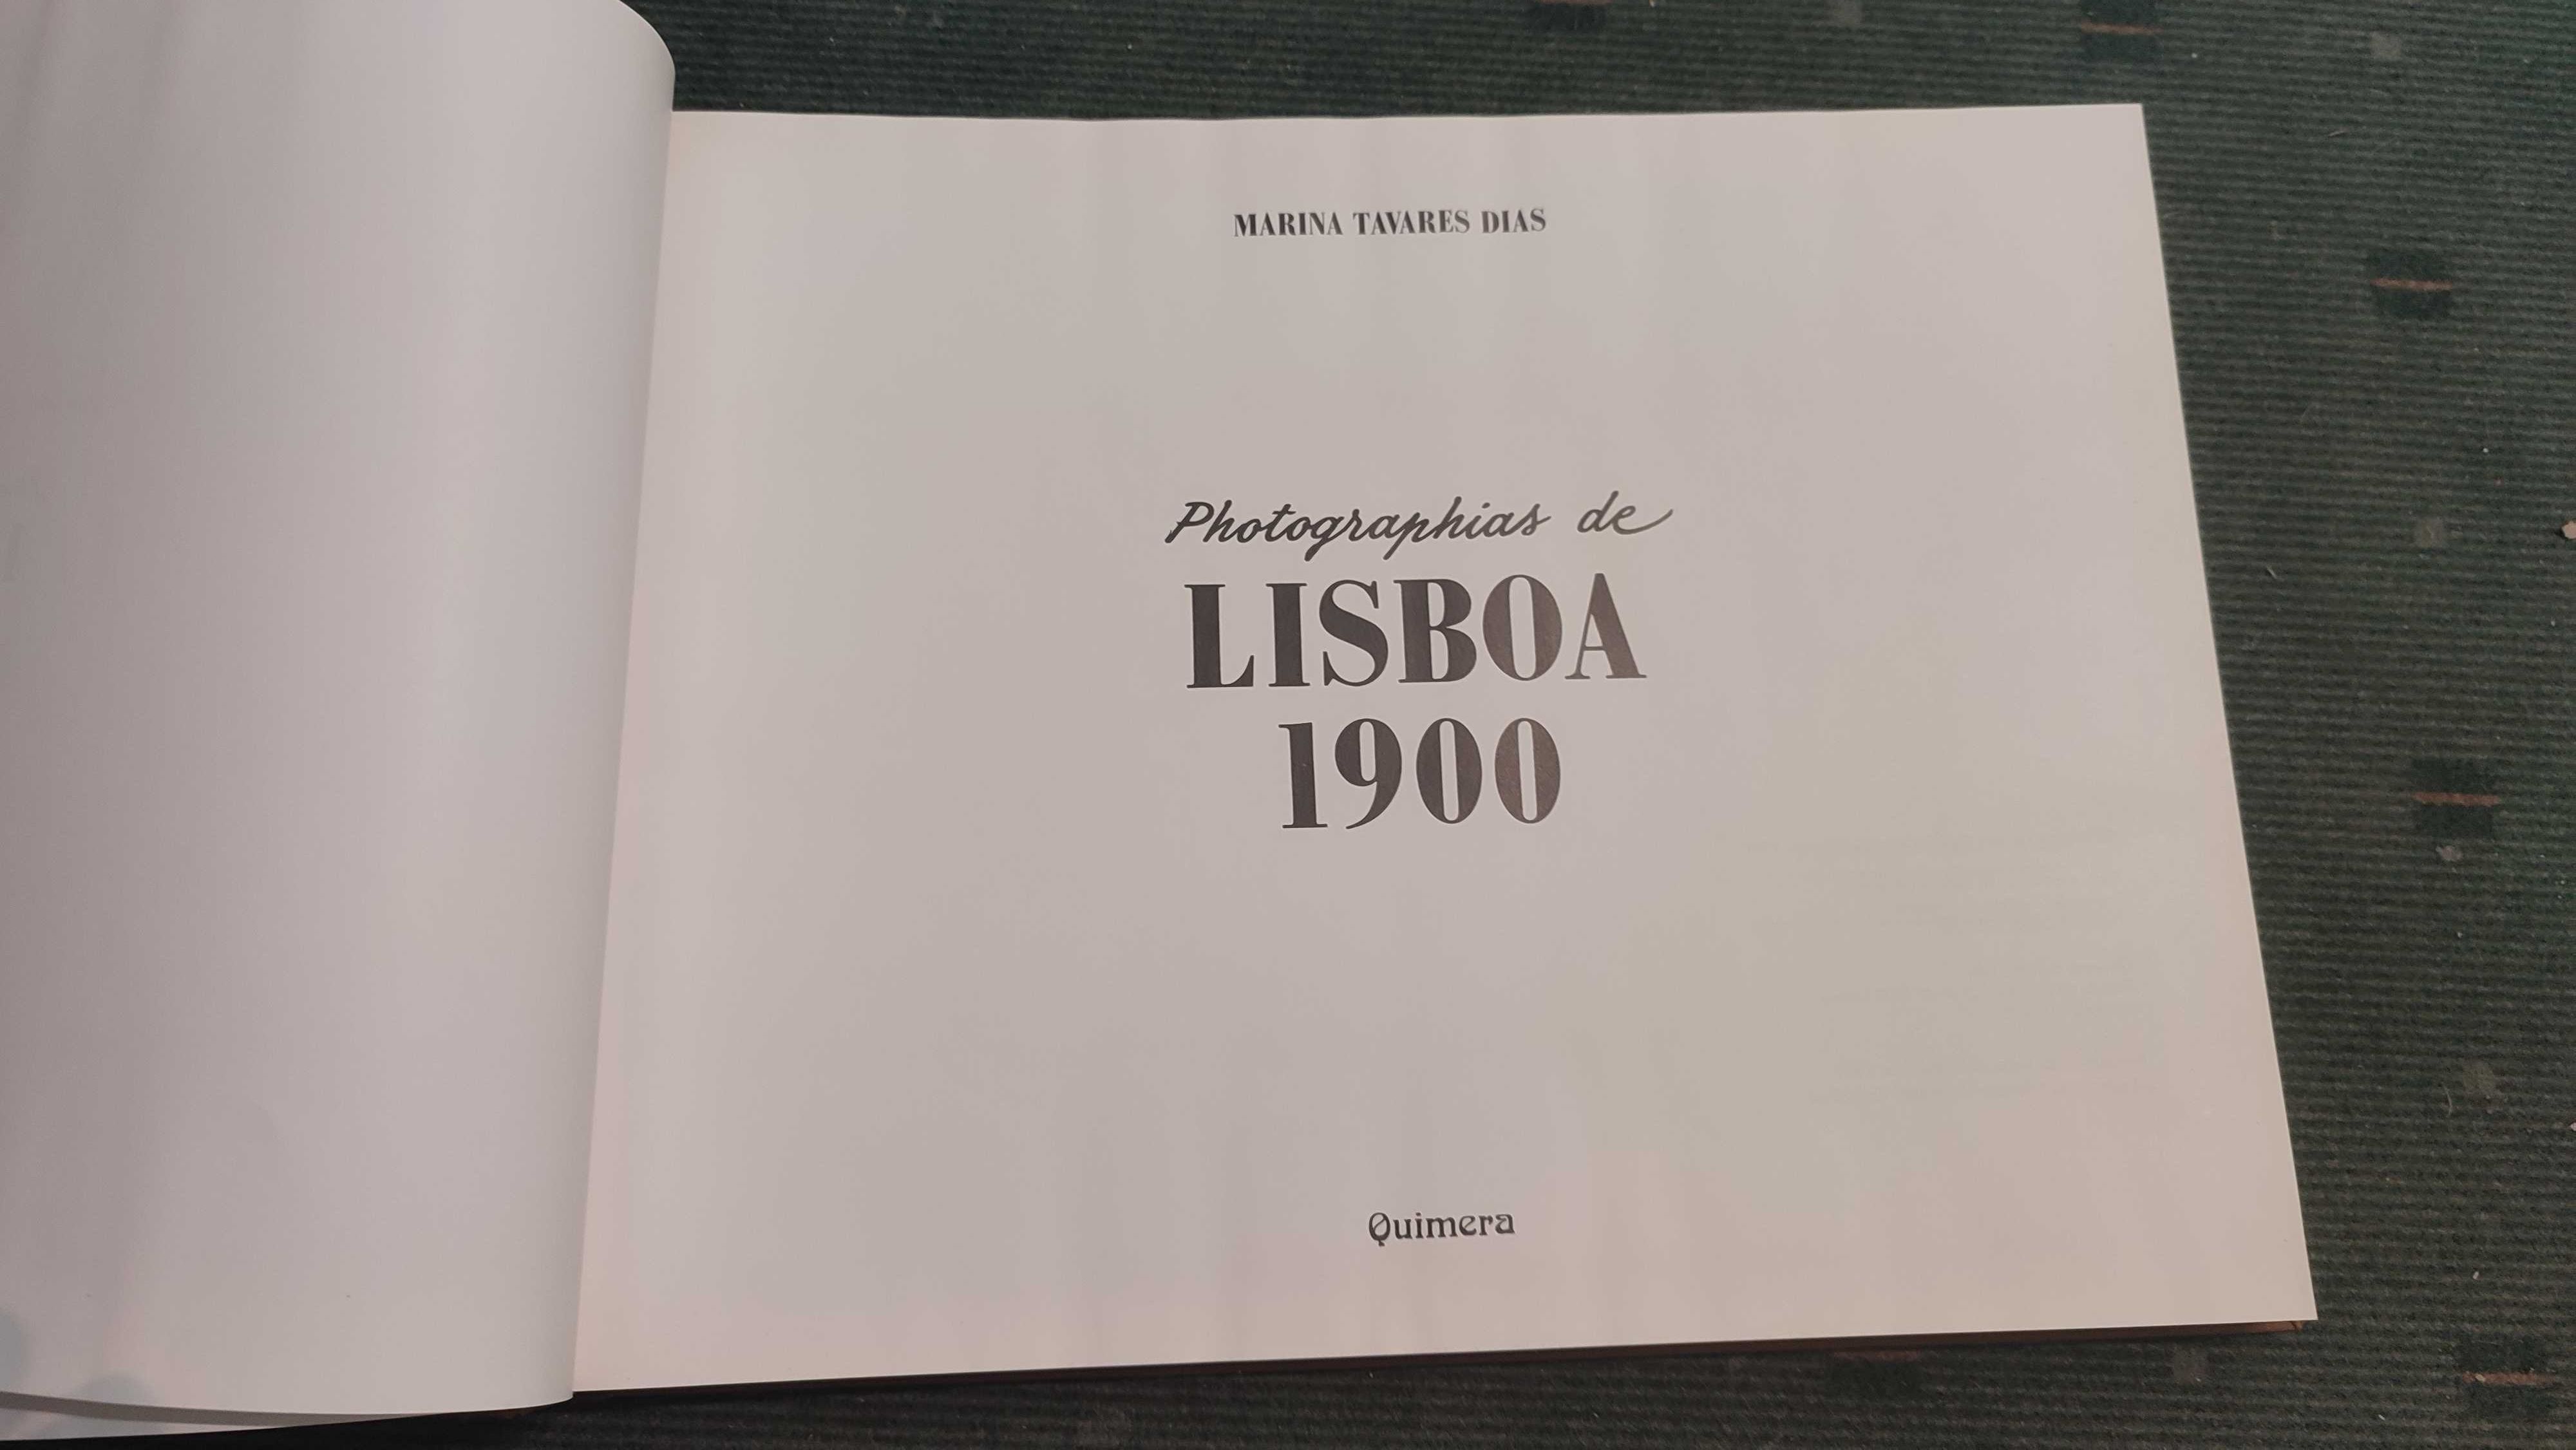 MARINA TAVARES DIAS
Photographias de
LISBOA
1900
Quimera